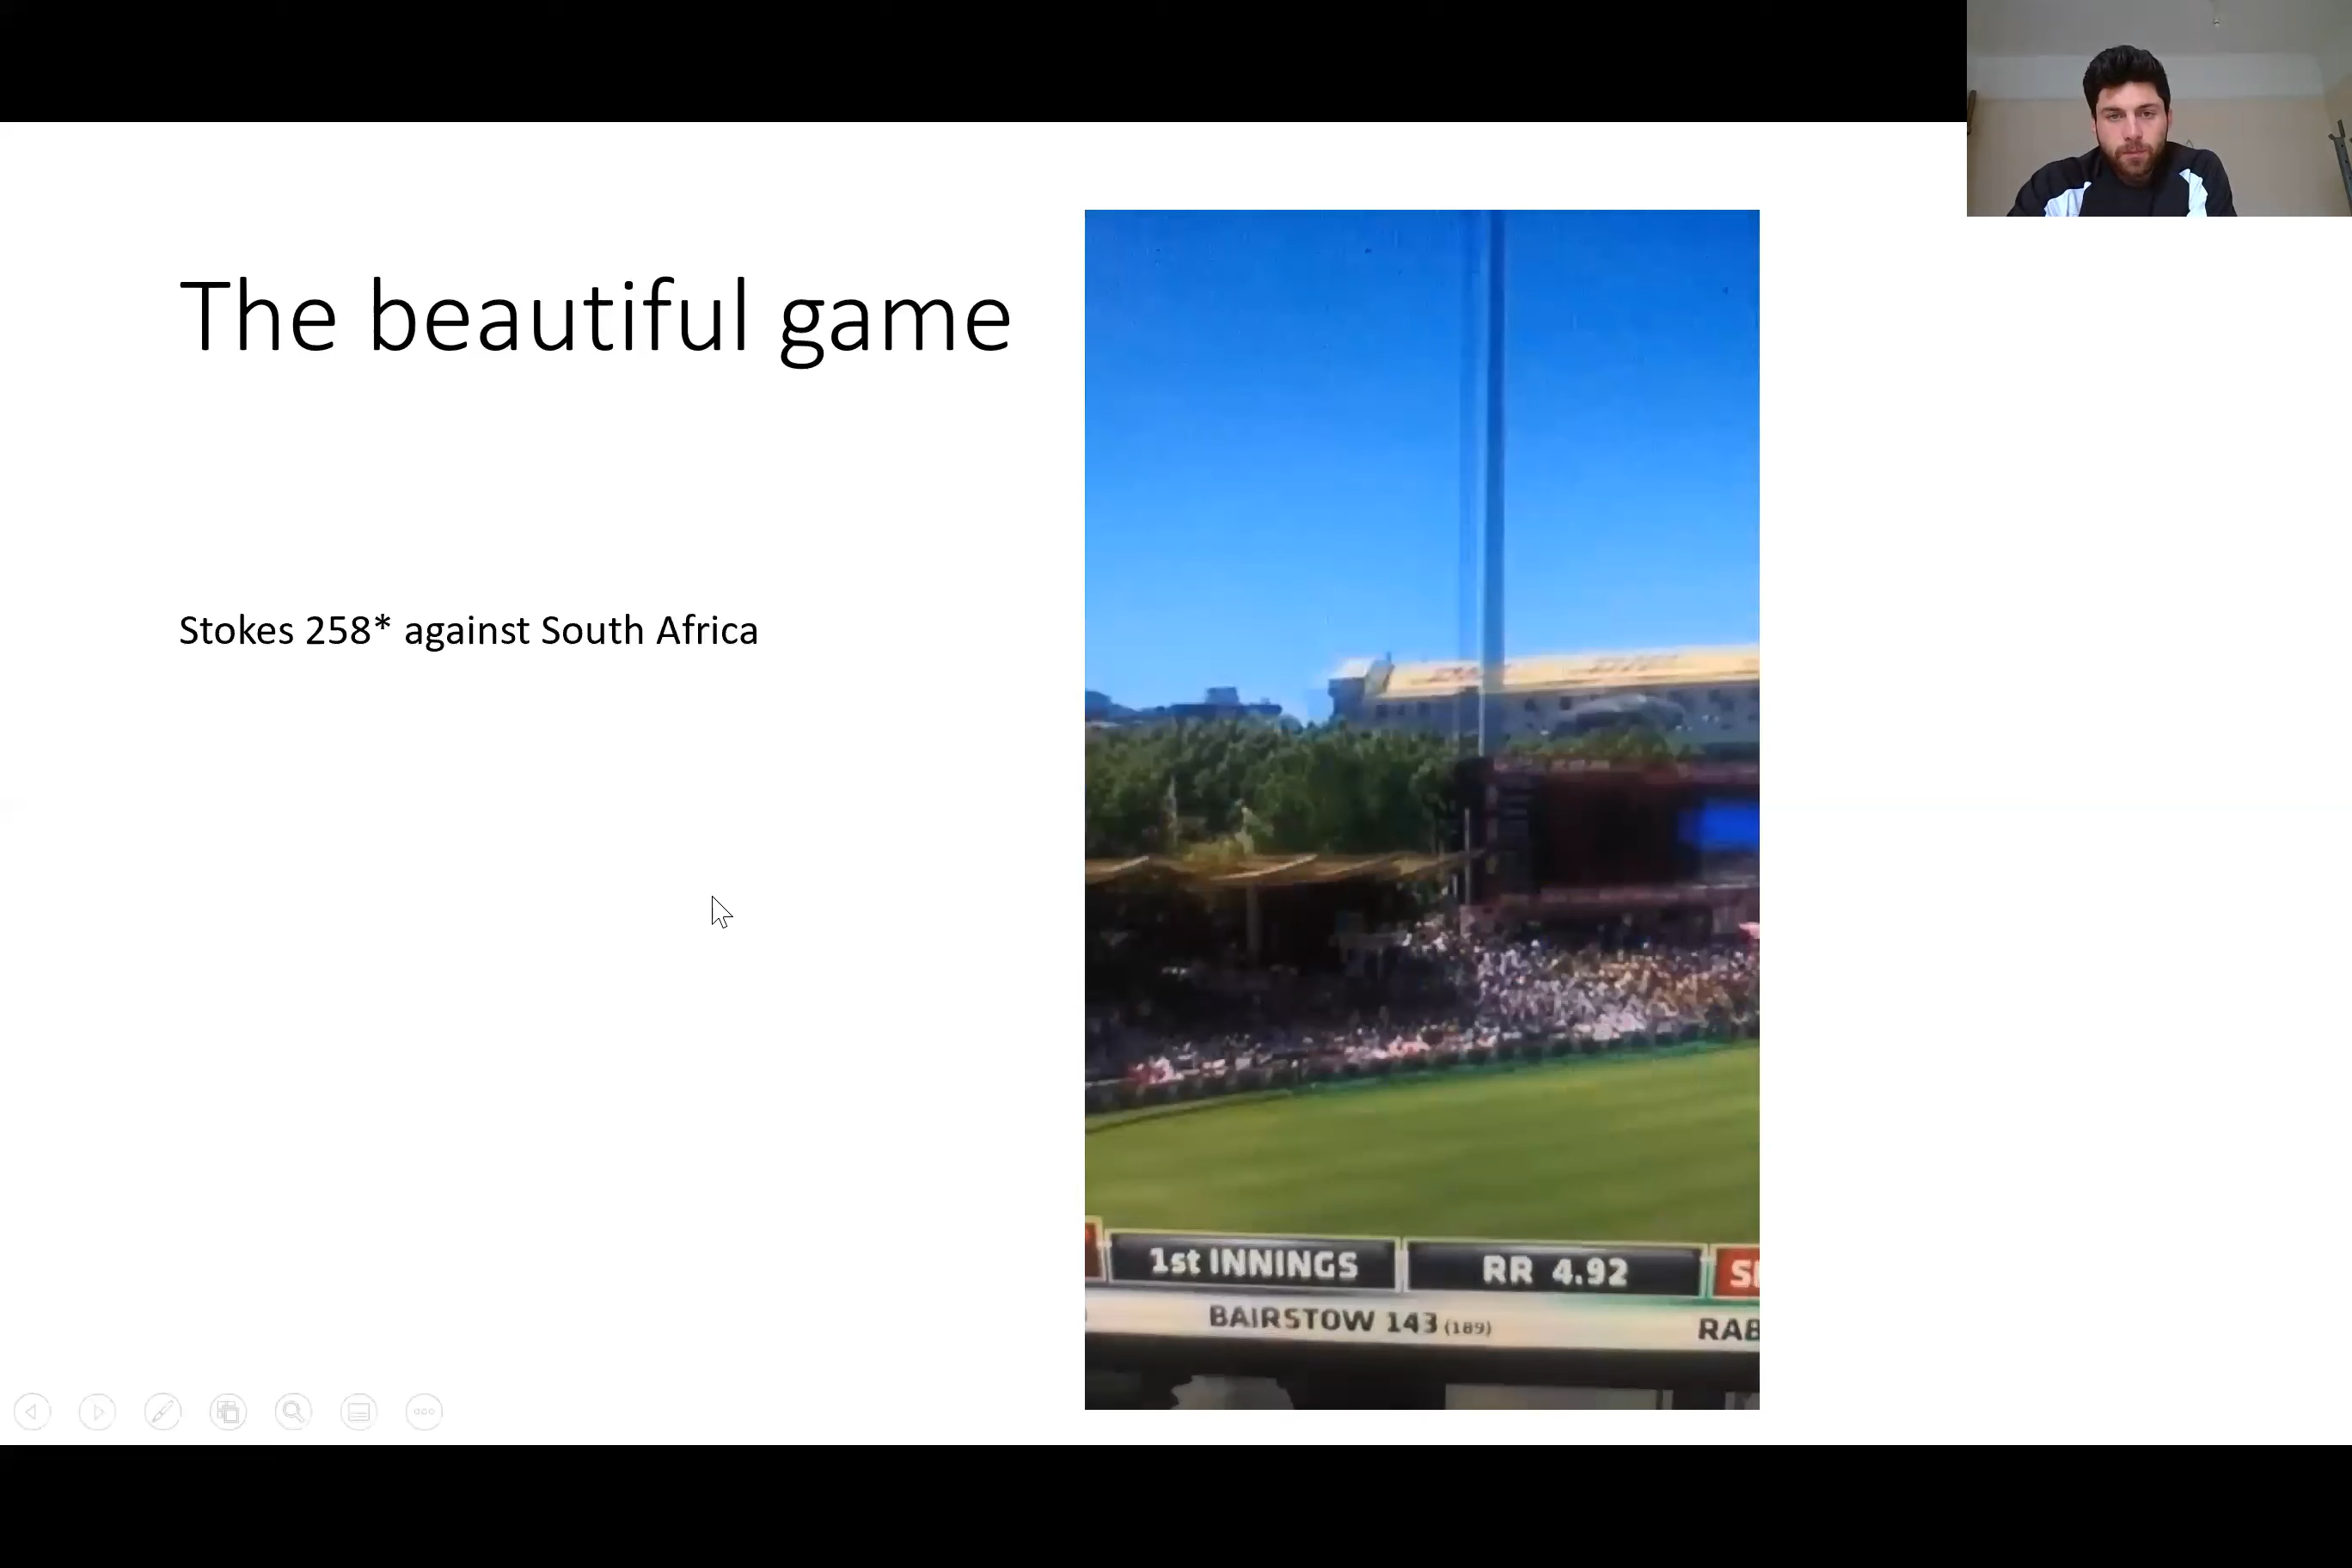 The beautiful game
Stokes 258* against South Africa
1st INNINGS
RR 4.92
BAIRSTOW 143 (189)